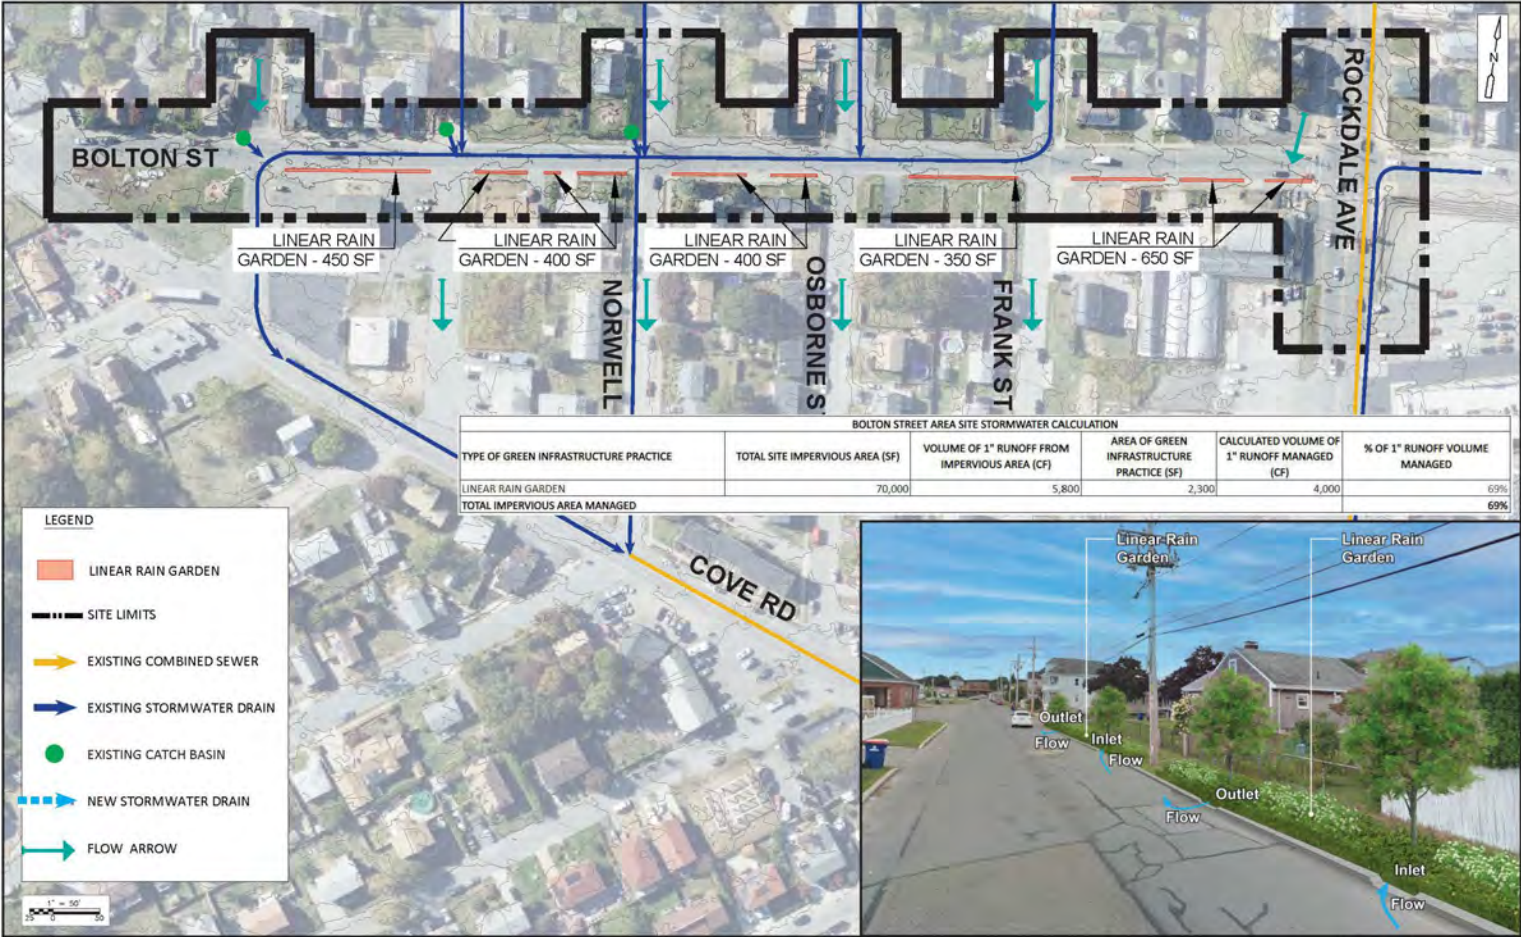 N
ROCKDALE AVE
BOLTON ST
LINEAR RAIN
GARDEN - 450 SF
LINEAR RAIN
GARDEN - 400 SF
LINEAR RAIN
GARDEN - 400 SF
LINEAR RAIN
GARDEN - 350 SF
LINEAR RAIN
GARDEN - 650 SF
NORWELL
OSBORNE S
FRANK ST
BOLTON STREET AREA SITE STORMWATER CALCULATION
TYPE OF GREEN INFRASTRUCTURE PRACTICE
TOTAL SITE IMPERVIOUS AREA (SF)
VOLUME OF 1" RUNOFF FROM
IMPERVIOUS AREA (CF)
AREA OF GREEN
INFRASTRUCTURE
PRACTICE (SF)
CALCULATED VOLUME OF
1" RUNOFF MANAGED
(CF)
% OF 1" RUNOFF VOLUME
MANAGED
LINEAR RAIN GARDEN 70,000 5,800 2,300 4,000 69%
TOTAL IMPERVIOUS AREA MANAGED 69%
COVE RD
LEGEND
LINEAR RAIN GARDEN
SITE LIMITS
EXISTING COMBINED SEWER
EXISTING STORMWATER DRAIN
EXISTING CATCH BASIN
NEW STORMWATER DRAIN
FLOW ARROW
1" = 50'
25 0 50
Linear Rain
Garden
Linear Rain
Garden
Outlet
Flow
Inlet
Flow
Outlet
Flow
Inlet
Flow